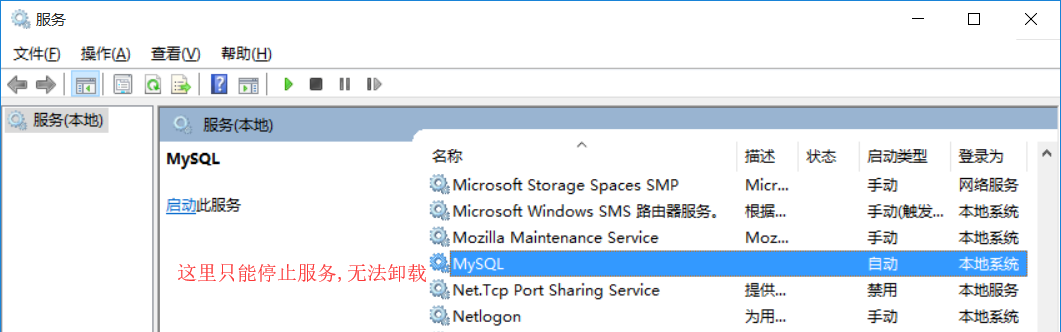 服务
文件(F) 操作(A) 查看(V) 帮助(H)
服务(本地)
服务(本地)
MySQL
启动此服务
这里只能停止服务,无法卸载
名称 描述 状态 启动类型 登录为
Microsoft Storage Spaces SMP Micr... 手动 网络服务
Microsoft Windows SMS 路由器服务。 根据... 手动(触发... 本地系统
Mozilla Maintenance Service Moz... 手动 本地系统
MySQL 自动 本地系统
Net.Tcp Port Sharing Service 提供... 禁用 本地服务
Netlogon 为用... 手动 本地系统